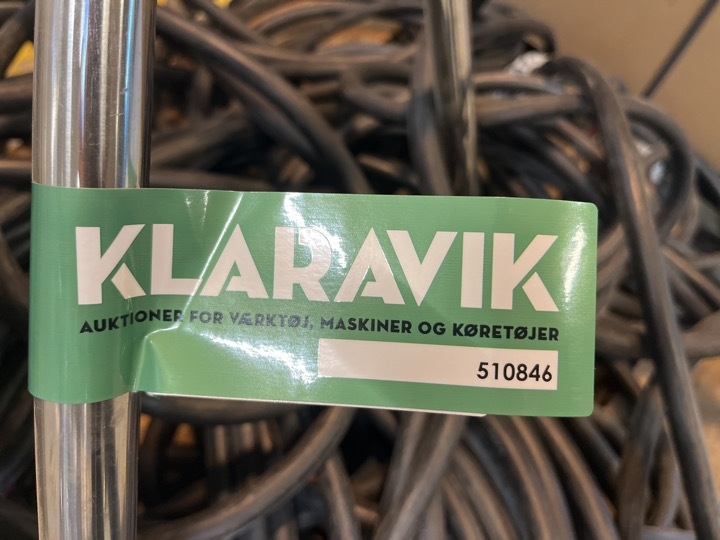 KLARAVIK
AUKTIONER FOR VÆRKTØJ, MASKINER OG KØRETØJER
510846